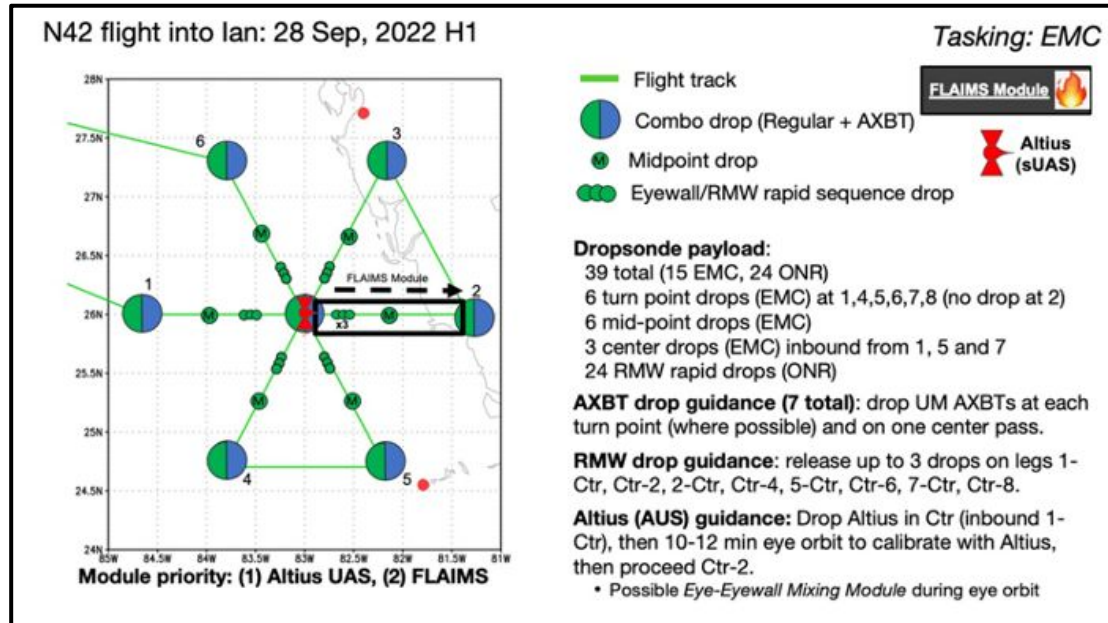 N42 flight into Ian: 28 Sep, 2022 H1
Tasking: EMC
28N
27.5N
27N
26.5N
26N
25.5N
25N
24.5N
24N
85W
84.5W
84W
83.5W
83W
82.5W
82W
81.5W
81W
6
3
1
2
4
5
M
M
M
M
M
M
FLAIMS Module
x3
Module priority: (1) Altius UAS, (2) FLAIMS
Flight track
Combo drop (Regular + AXBT)
M
Midpoint drop
Eyewall/RMW rapid sequence drop
FLAIMS Module
Altius
(sUAS)
Dropsonde payload:
39 total (15 EMC, 24 ONR)
6 turn point drops (EMC) at 1,4,5,6,7,8 (no drop at 2)
6 mid-point drops (EMC)
3 center drops (EMC) inbound from 1, 5 and 7
24 RMW rapid drops (ONR)
AXBT drop guidance (7 total): drop UM AXBTs at each
turn point (where possible) and on one center pass.
RMW drop guidance: release up to 3 drops on legs 1-
Ctr, Ctr-2, 2-Ctr, Ctr-4, 5-Ctr, Ctr-6, 7-Ctr, Ctr-8.
Altius (AUS) guidance: Drop Altius in Ctr (inbound 1-
Ctr), then 10-12 min eye orbit to calibrate with Altius,
then proceed Ctr-2.
• Possible Eye-Eyewall Mixing Module during eye orbit